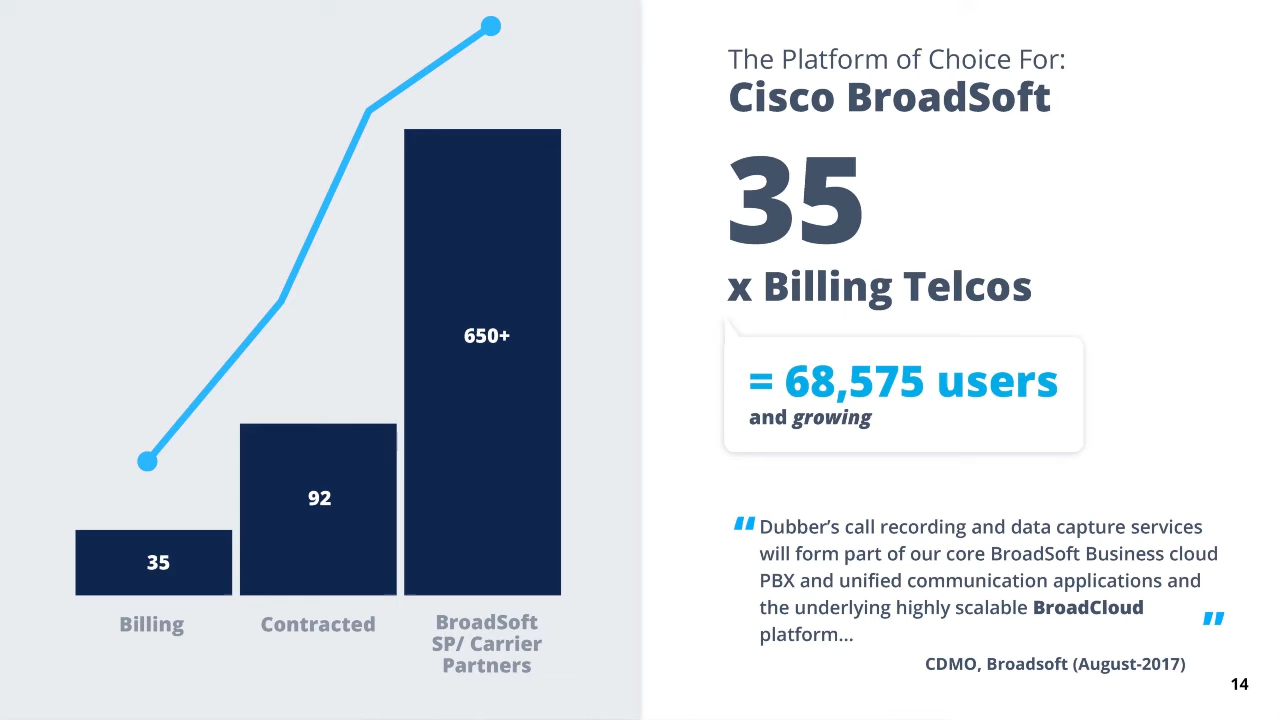 650+
92
35
Billing
Contracted
BroadSoft
SP/ Carrier
Partners
The Platform of Choice For:
Cisco BroadSoft
35
x Billing Telcos
= 68,575 users
and growing
“ Dubber’s call recording and data capture services
will form part of our core BroadSoft Business cloud
PBX and unified communication applications and
the underlying highly scalable BroadCloud
platform... ”
CDMO, Broadsoft (August-2017)
14